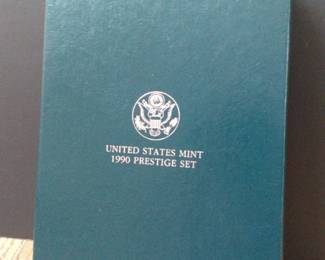 UNITED STATES MINT
1990 PRESTIGE SET